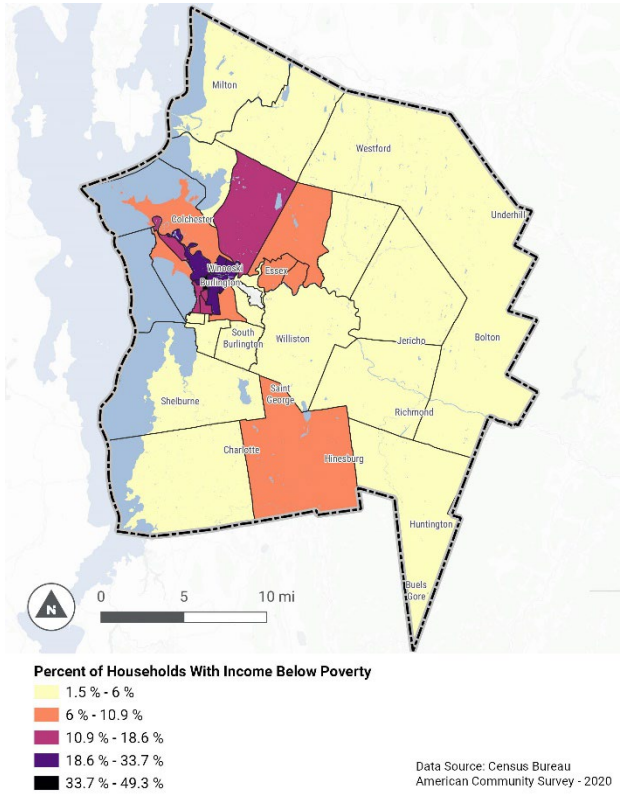 Milton
Westford
Underhill
Colchester
Winooski
Essex
Burlington
South
Burlington
Williston
Jericho
Bolton
Saint
George
Shelburne
Richmond
Charlotte
Hinesburg
Huntington
Buels
Gore
N
0 5 10 mi
Percent of Households With Income Below Poverty
1.5 % - 6 %
6 % - 10.9 %
10.9 % - 18.6 %
18.6 % - 33.7 %
33.7 % - 49.3 %
Data Source: Census Bureau
American Community Survey - 2020